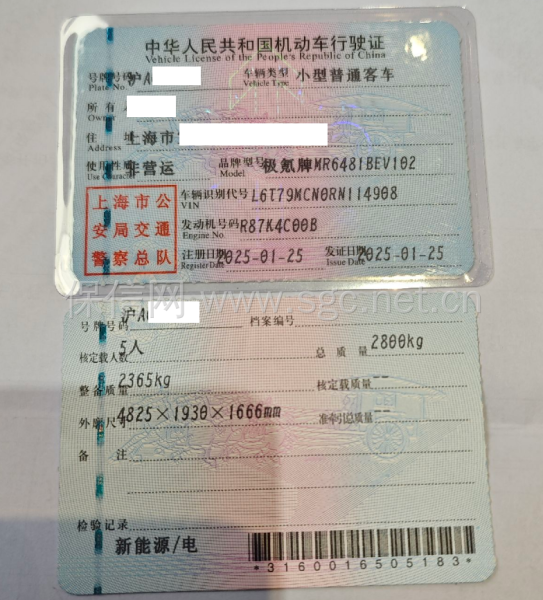 中华人民共和国机动车行驶证
Vehicle License of the People's Republic of China
号牌号码 沪A 车辆类型 小型普通客车
Plate No. Vehicle Type
所有
Owner
住 址 上海市
Address
使用性质 非营运 品牌型号 极氪牌MR6481BEV102
Use Character Model
上海市公
安局交通
警察总队
车辆识别代号 L6T79MCN0RN114908
VIN
发动机号码 R87K4C00B
Engine No.
注册日期 2025-01-25 发证日期 2025-01-25
Register Date Issue Date
保信网 www.sgc.net.cn
号牌号码 沪A 档案编号
核定载人数 5人 总质量 2800kg
整备质量 2365kg 核定载质量 --
外廓尺寸 4825×1930×1666mm 准牵引总质量 --
备 注
检验记录
新能源/电
*3160016505183*